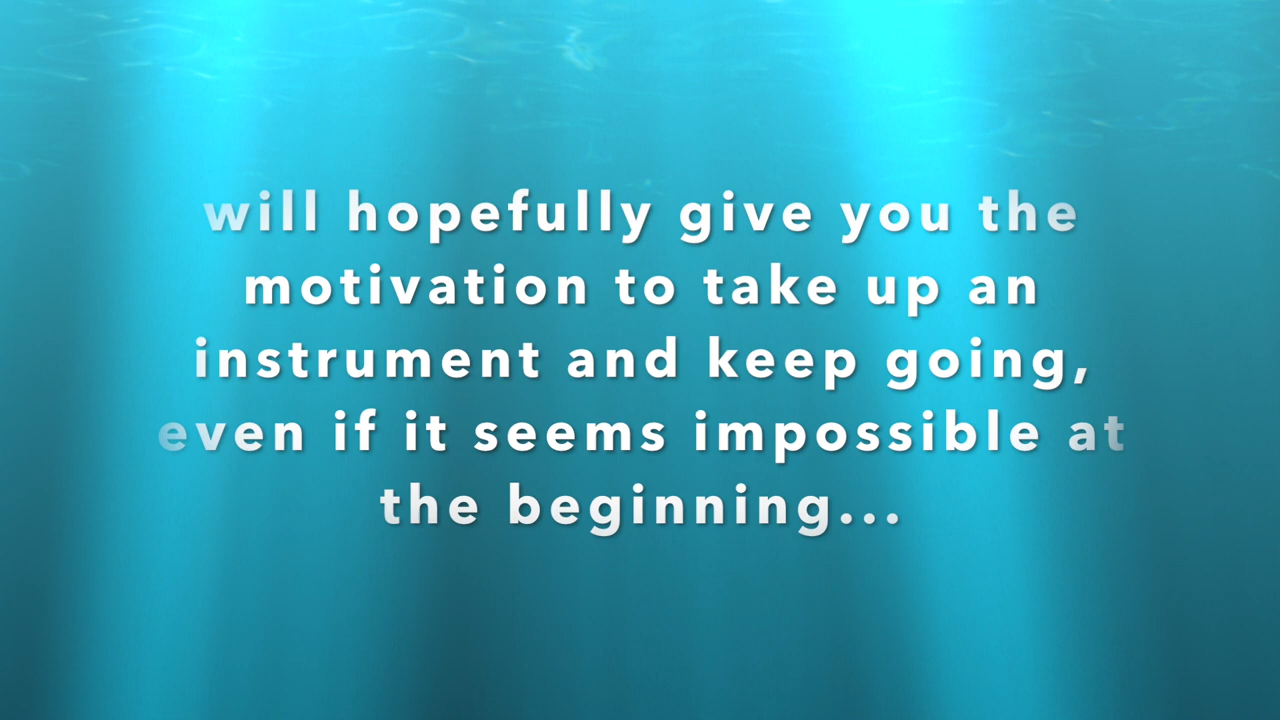 will hopefully give you the
motivation to take up an
instrument and keep going,
even if it seems impossible at
the beginning...